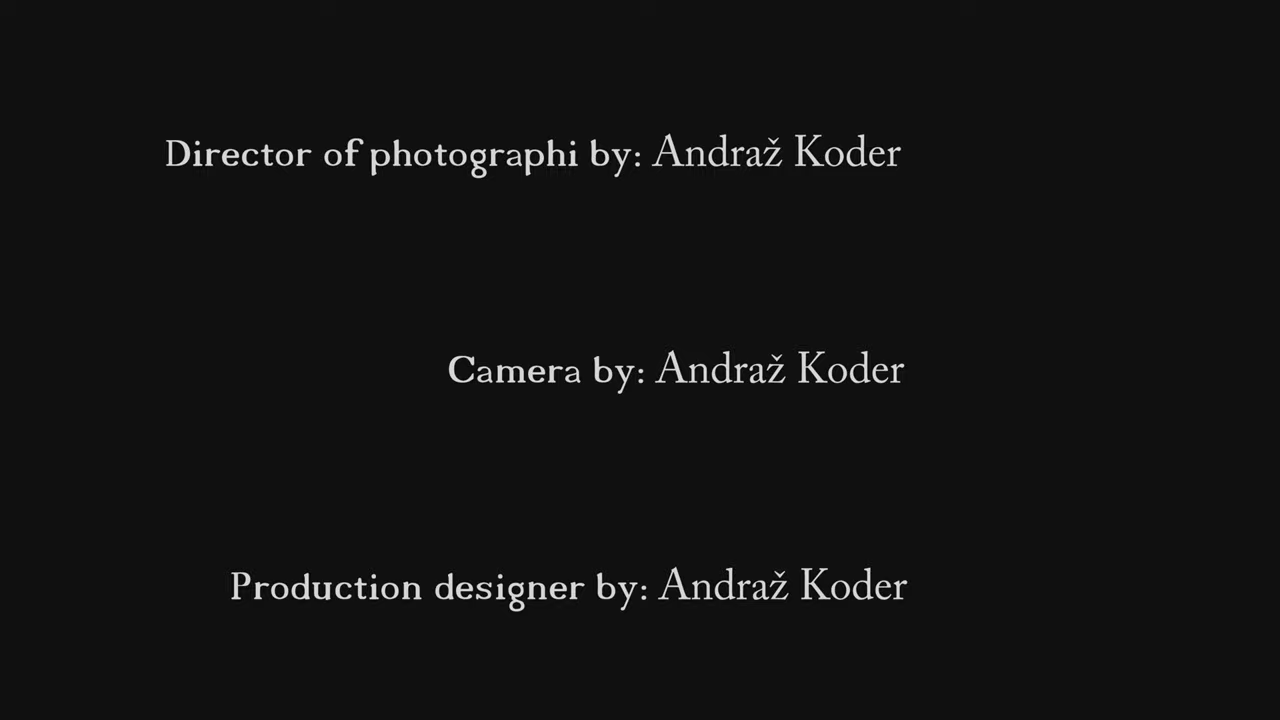 Director of photographi by: Andraž Koder
Camera by: Andraž Koder
Production designer by: Andraž Koder